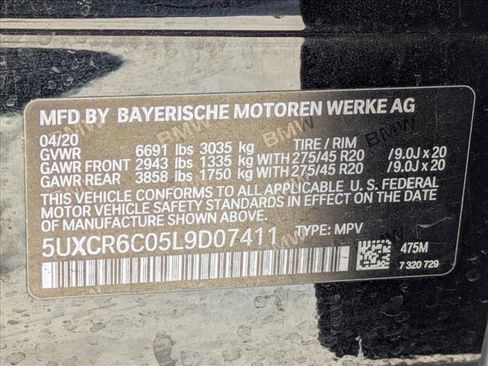 MFD BY BAYERISCHE MOTOREN WERKE AG
04/20
GVWR 6691 lbs 3035 kg TIRE / RIM
GAWR FRONT 2943 lbs 1335 kg WITH 275/45 R20 /9.0J x 20
GAWR REAR 3858 lbs 1750 kg WITH 275/45 R20 /9.0J x 20
THIS VEHICLE CONFORMS TO ALL APPLICABLE U. S. FEDERAL
MOTOR VEHICLE SAFETY STANDARDS IN EFFECT ON THE DATE
OF MANUFACTURE SHOWN ABOVE.
5UXCR6C05L9D07411 TYPE: MPV
475M
7 320 729